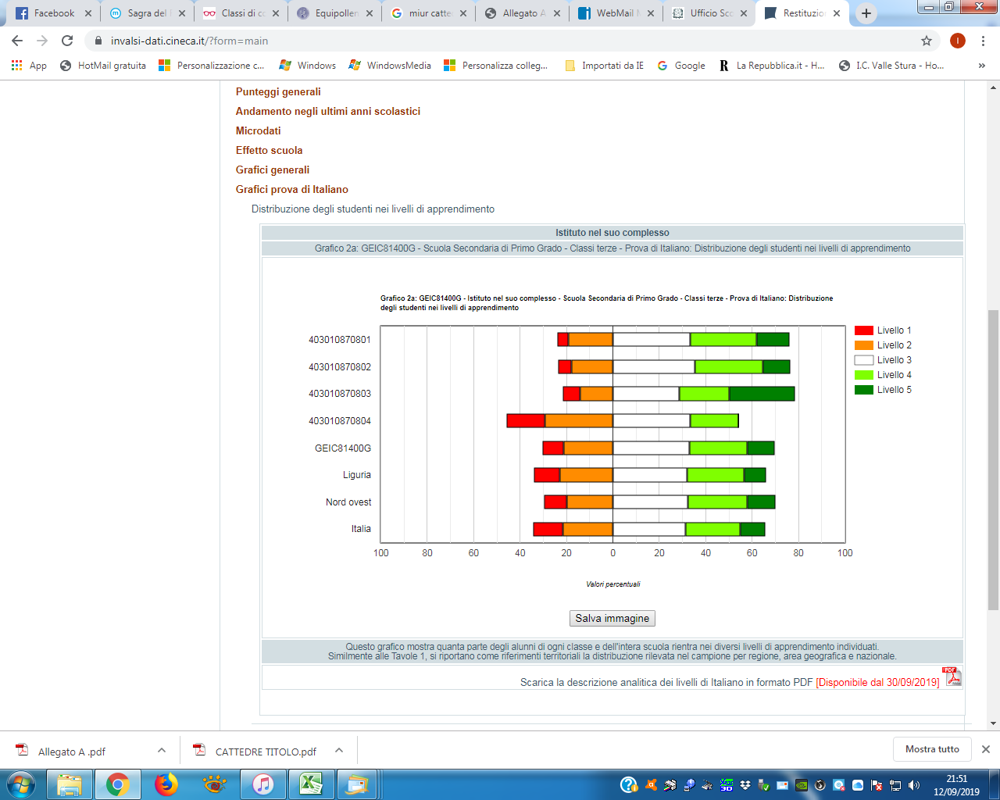 Facebook
Sagra del
Classi di co
Equipollen
miur catte
Allegato A
WebMail
Ufficio Sco
Restituzion
invalsi-dati.cineca.it/?form=main
I
App
HotMail gratuita
Personalizzazione c...
Windows
WindowsMedia
Personalizza colleg...
Importati da IE
Google
La Repubblica.it - H...
I.C. Valle Stura - Ho...
»
Punteggi generali
Andamento negli ultimi anni scolastici
Microdati
Effetto scuola
Grafici generali
Grafici prova di Italiano
Distribuzione degli studenti nei livelli di apprendimento
Istituto nel suo complesso
Grafico 2a: GEIC81400G - Scuola Secondaria di Primo Grado - Classi terze - Prova di Italiano: Distribuzione degli studenti nei livelli di apprendimento
Grafico 2a: GEIC81400G - Istituto nel suo complesso - Scuola Secondaria di Primo Grado - Classi terze - Prova di Italiano: Distribuzione
degli studenti nei livelli di apprendimento
403010870801
403010870802
403010870803
403010870804
GEIC81400G
Liguria
Nord ovest
Italia
Livello 1
Livello 2
Livello 3
Livello 4
Livello 5
100 80 60 40 20 0 20 40 60 80 100
Valori percentuali
Salva immagine
Questo grafico mostra quanta parte degli alunni di ogni classe e dell'intera scuola rientra nei diversi livelli di apprendimento individuati.
Similmente alle Tavole 1, si riportano come riferimenti territoriali la distribuzione rilevata nel campione per regione, area geografica e nazionale.
Scarica la descrizione analitica dei livelli di Italiano in formato PDF [Disponibile dal 30/09/2019]
PDF
Allegato A .pdf
CATTEDRE TITOLO.pdf
Mostra tutto
21:51
12/09/2019